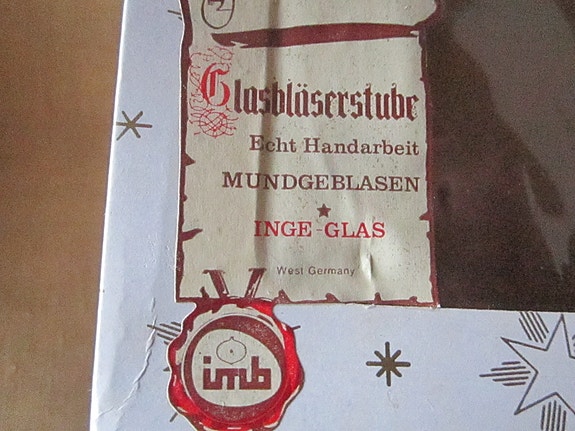 Glasbläserstube
Echt Handarbeit
MUNDGEBLASEN
INGE-GLAS
West Germany
imb